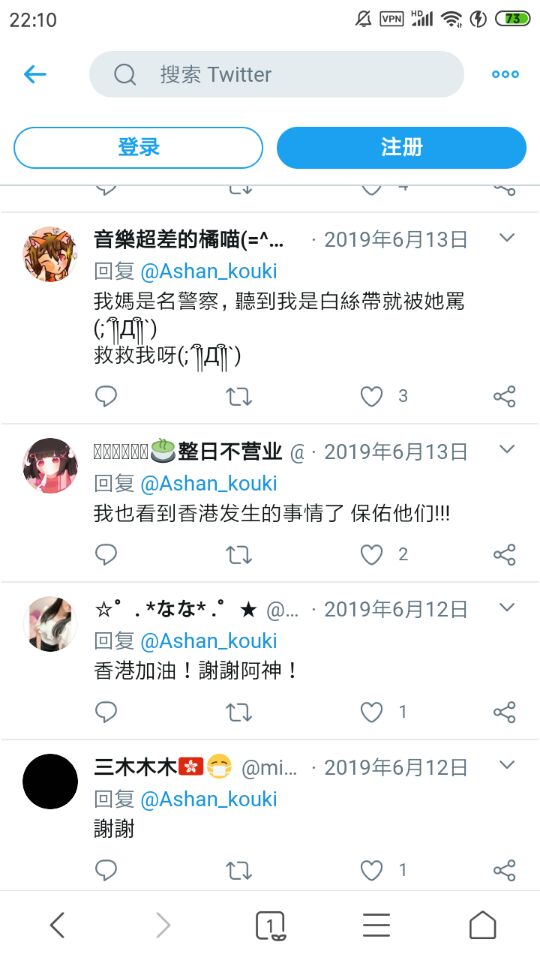 22:10
VPN
HD
73
搜索 Twitter
登录
注册
4
音樂超差的橘喵(=^... · 2019年6月13日
回复 @Ashan_kouki
我媽是名警察，聽到我是白絲帶就被她罵
(;´༎ຶД༎ຶ`)
救救我呀(;´༎ຶД༎ຶ`)
3
🍵整日不营业 @ · 2019年6月13日
回复 @Ashan_kouki
我也看到香港发生的事情了 保佑他们!!!
2
☆ﾟ. *なな* .ﾟ ★ @... · 2019年6月12日
回复 @Ashan_kouki
香港加油！謝謝阿神！
1
三木木木🇭🇰😷 @mi... · 2019年6月12日
回复 @Ashan_kouki
謝謝
1
1